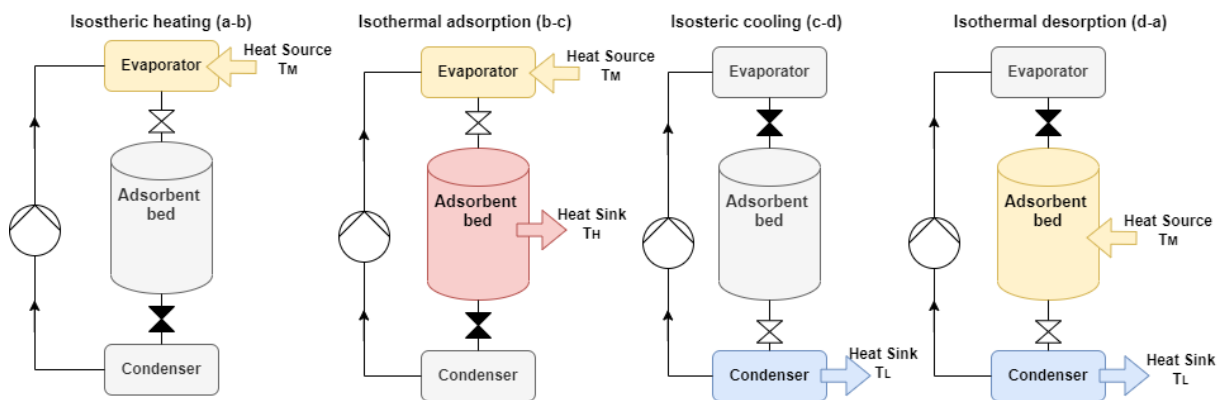 Isostheric heating (a-b)
Evaporator
Heat Source
TM
Adsorbent
bed
Condenser
Isothermal adsorption (b-c)
Evaporator
Heat Source
TM
Adsorbent
bed
Heat Sink
TH
Condenser
Isosteric cooling (c-d)
Evaporator
Adsorbent
bed
Condenser
Heat Sink
TL
Isothermal desorption (d-a)
Evaporator
Adsorbent
bed
Heat Source
TM
Condenser
Heat Sink
TL